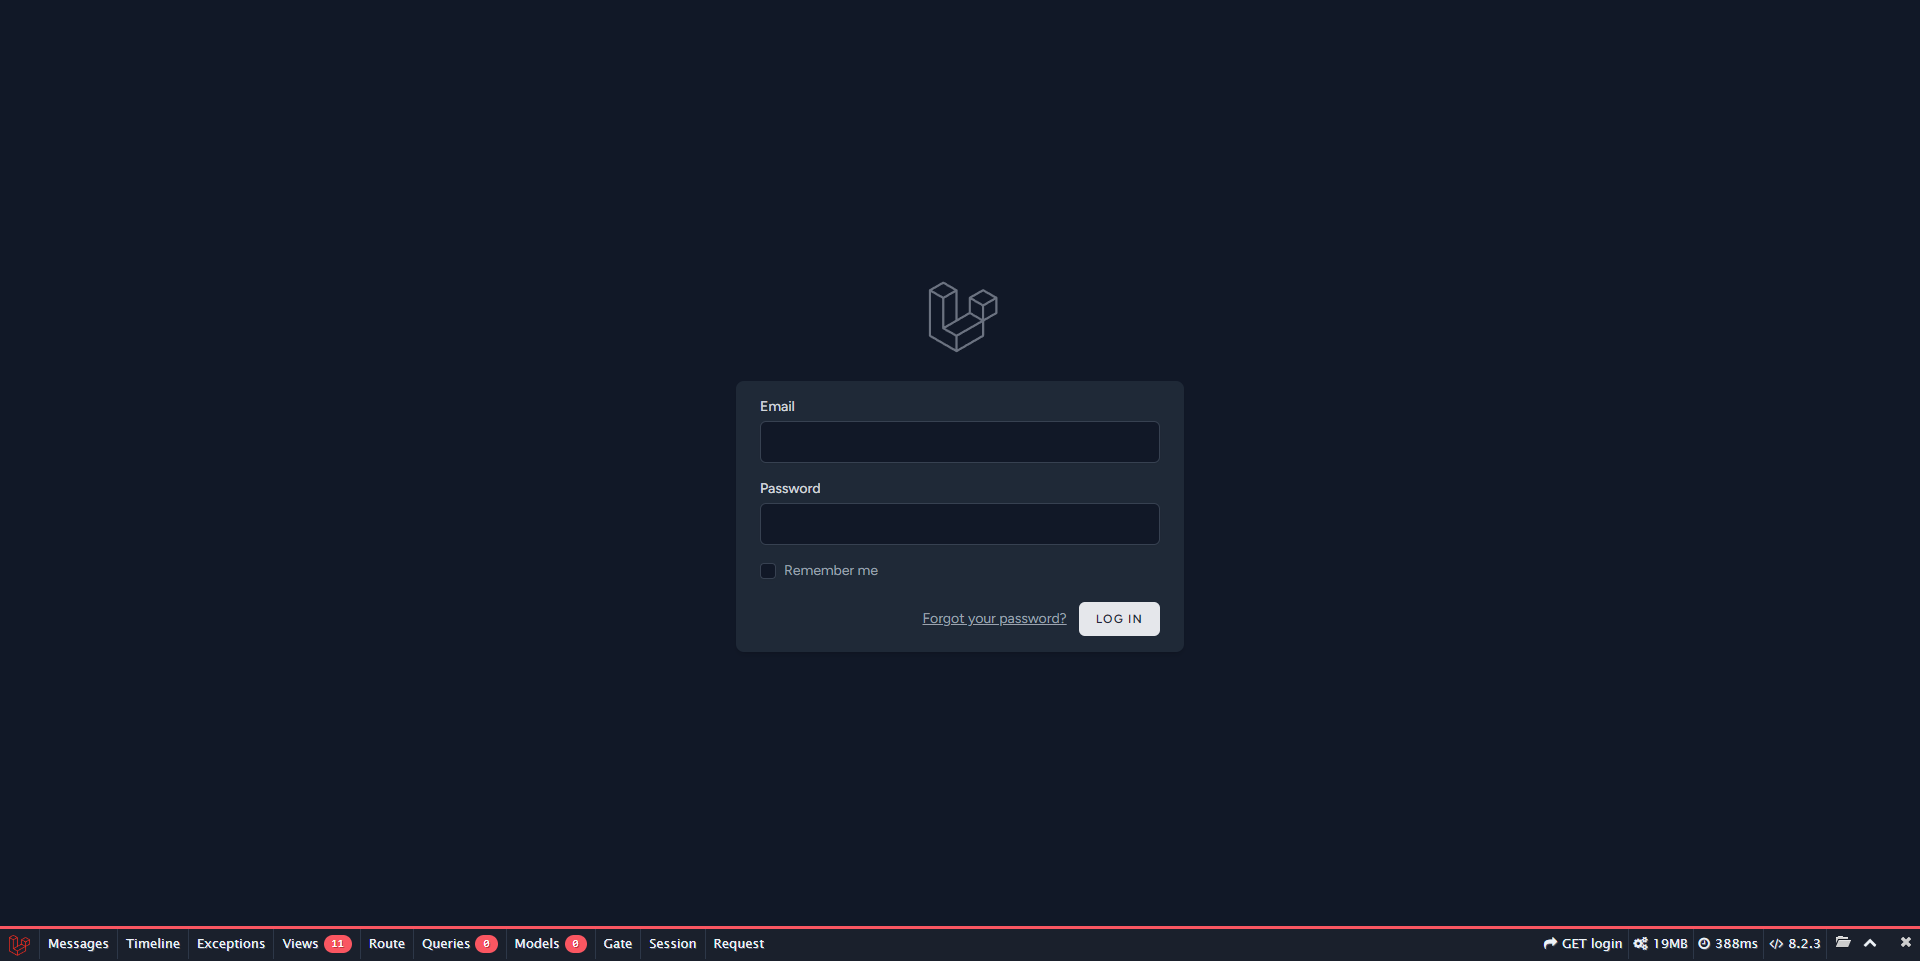 Email
Password
Remember me
Forgot your password? LOG IN
Messages Timeline Exceptions Views 11 Route Queries 0 Models 0 Gate Session Request GET login 19MB 388ms 8.2.3